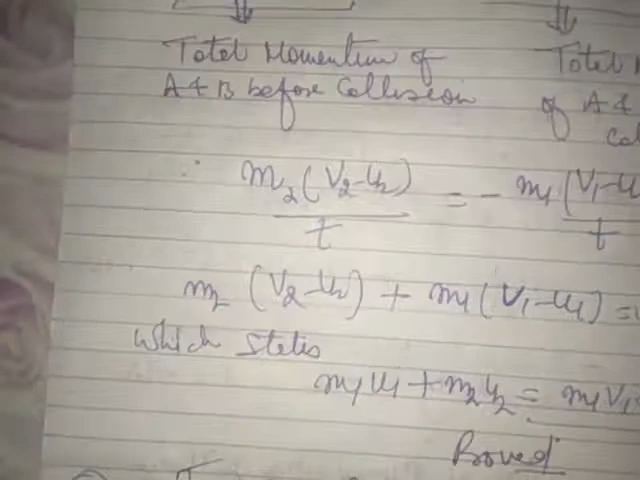 Total Momentum of
A & B before Collision
Total
of A &
m₂(V₂-u₂)/t = - m₁(V₁-u
t
m₂ (V₂-u₂) + m₁(V₁-u₁) =
which states
m₁u₁ + m₂u₂ = m₁V₁
Proved